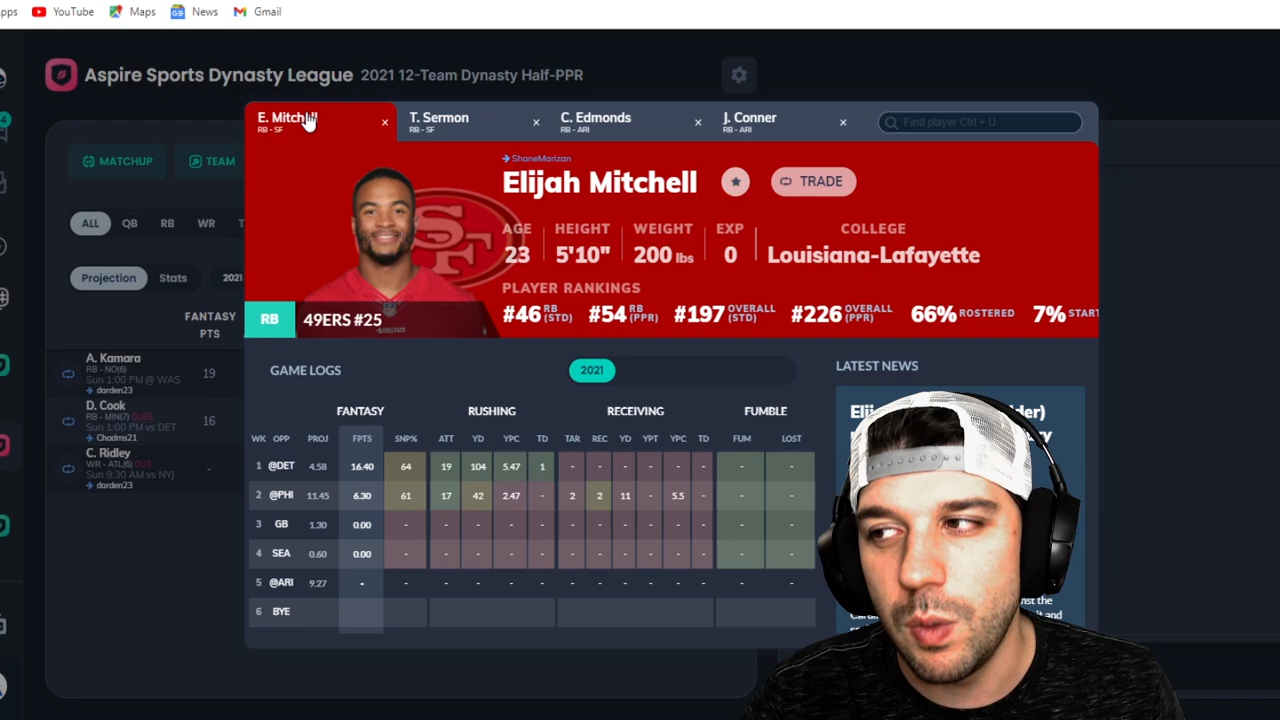 pps YouTube Maps News Gmail
Aspire Sports Dynasty League 2021 12-Team Dynasty Half-PPR
E. Mitchell
RB - SF
T. Sermon
RB - SF
C. Edmonds
RB - ARI
J. Conner
RB - ARI
Find player Ctrl + U
MATCHUP TEAM
ALL QB RB WR T
Projection Stats 2021
FANTASY
PTS
A. Kamara
RB - NO(6)
Sun 1:00 PM @ WAS
darden23
19
D. Cook
RB - MIN(7) QUES
Sun 1:00 PM vs DET
Chadms21
16
C. Ridley
WR - ATL(6) OUT
Sun 9:30 AM vs NYJ
darden23
-
ShaneMarizan
Elijah Mitchell
TRADE
AGE HEIGHT WEIGHT EXP COLLEGE
23 5'10" 200 lbs 0 Louisiana-Lafayette
PLAYER RANKINGS
#46 RB (STD) #54 RB (PPR) #197 OVERALL (STD) #226 OVERALL (PPR) 66% ROSTERED 7% START
RB 49ERS #25
GAME LOGS 2021
FANTASY RUSHING RECEIVING FUMBLE
WK OPP PROJ FPTS SNP% ATT YD YPC TD TAR REC YD YPT YPC TD FUM LOST
1 @DET 4.58 16.40 64 19 104 5.47 1 - - - - - - - -
2 @PHI 11.45 6.30 61 17 42 2.47 - 2 2 11 - 5.5 - - -
3 GB 1.30 0.00 - - - - - - - - - - - - -
4 SEA 0.60 0.00 - - - - - - - - - - - - -
5 @ARI 9.27 - - - - - - - - - - - - - -
6 BYE
LATEST NEWS